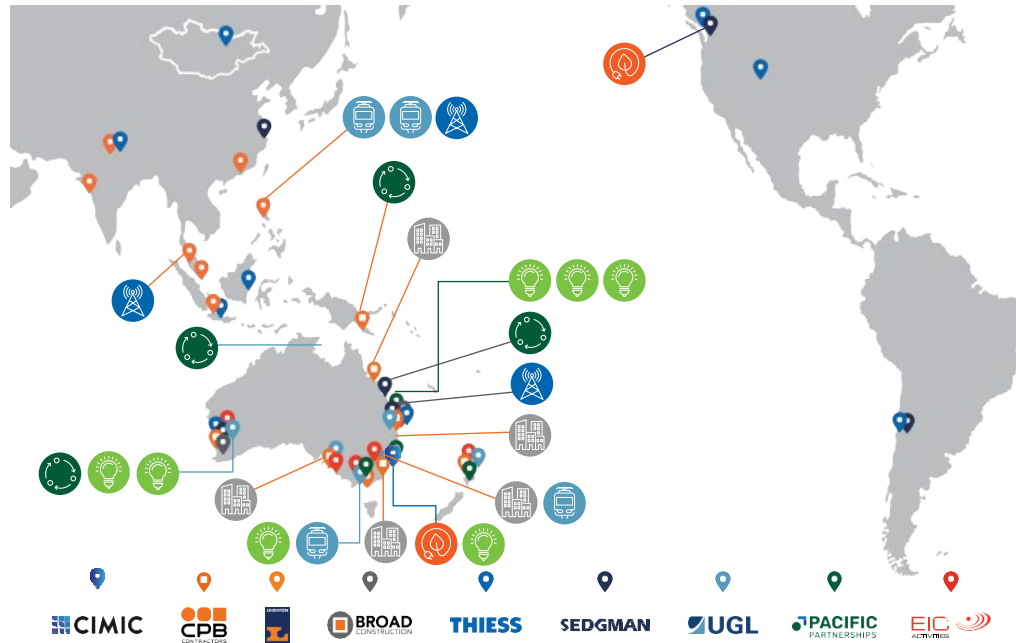 CIMIC
CPB
CONTRACTORS
LEIGHTON
L
BROAD
CONSTRUCTION
THIESS
SEDGMAN
UGL
PACIFIC
PARTNERSHIPS
EIC
ACTIVITIES